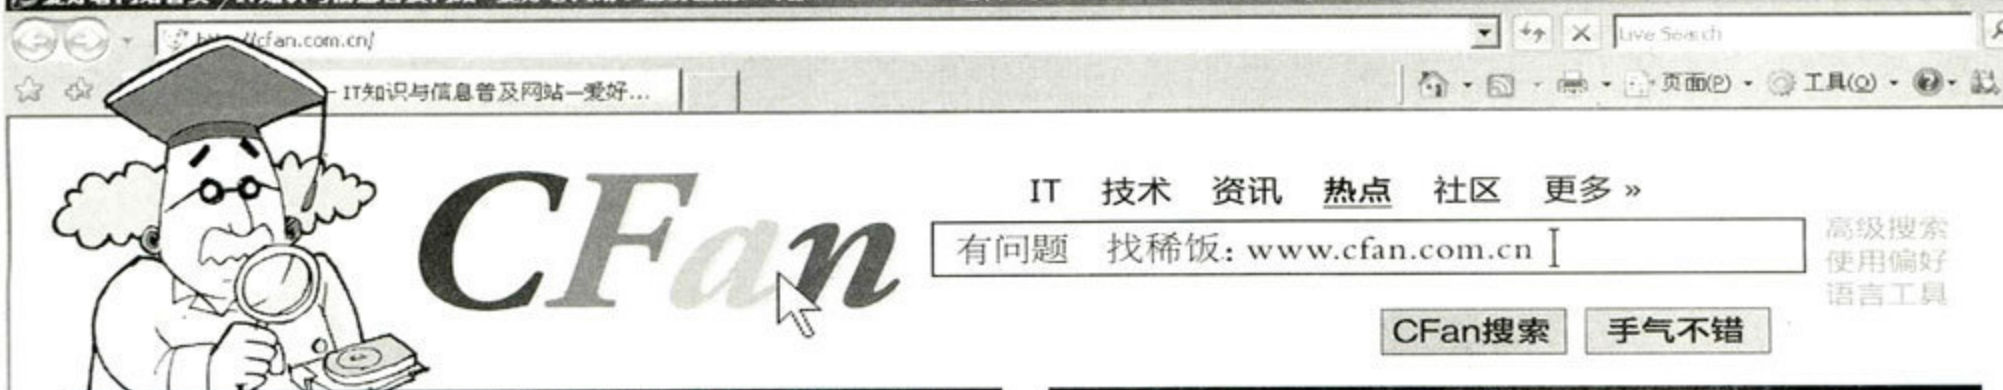 //cfan.com.cn/
Live Search
IT知识与信息普及网站—爱好...
页面(P)
工具(O)
CFan
IT 技术 资讯 热点 社区 更多 »
有问题 找稀饭: www.cfan.com.cn
高级搜索
使用偏好
语言工具
CFan搜索 手气不错